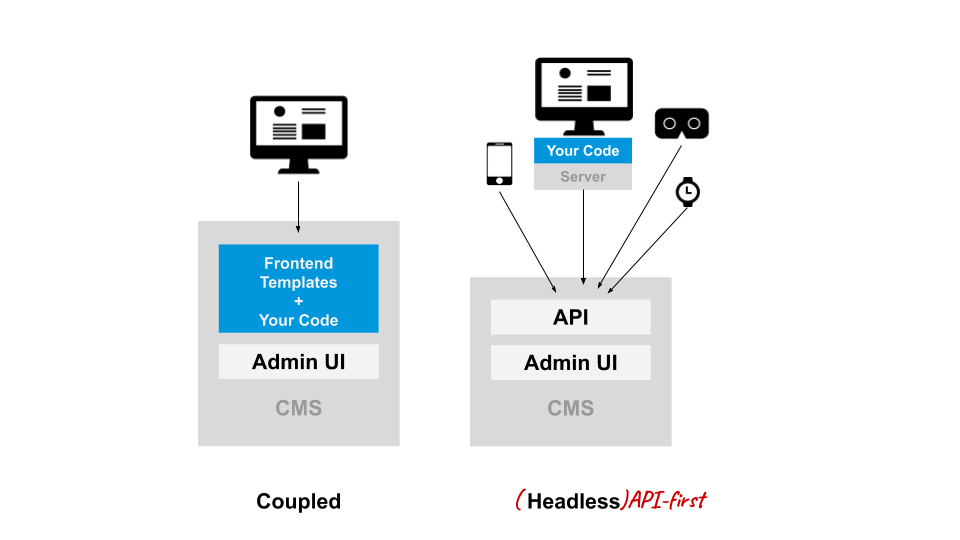 Frontend
Templates
+
Your Code
Admin UI
CMS
Coupled
Your Code
Server
API
Admin UI
CMS
(Headless) API-first